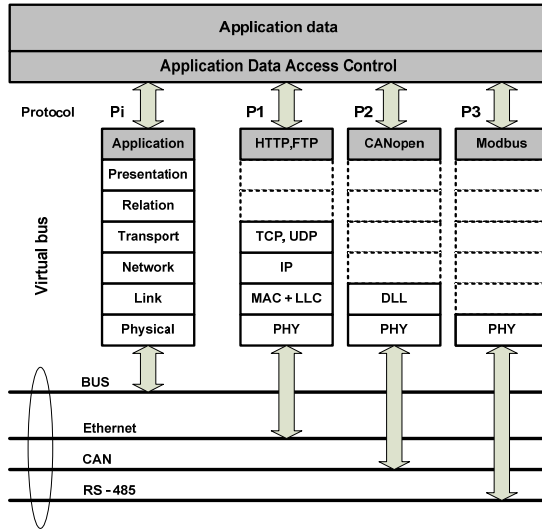 Application data
Application Data Access Control
Protocol Pi P1 P2 P3
Application HTTP,FTP CANopen Modbus
Presentation
Relation
Transport TCP, UDP
Network IP
Link MAC + LLC DLL
Physical PHY PHY PHY
Virtual bus
BUS
Ethernet
CAN
RS - 485